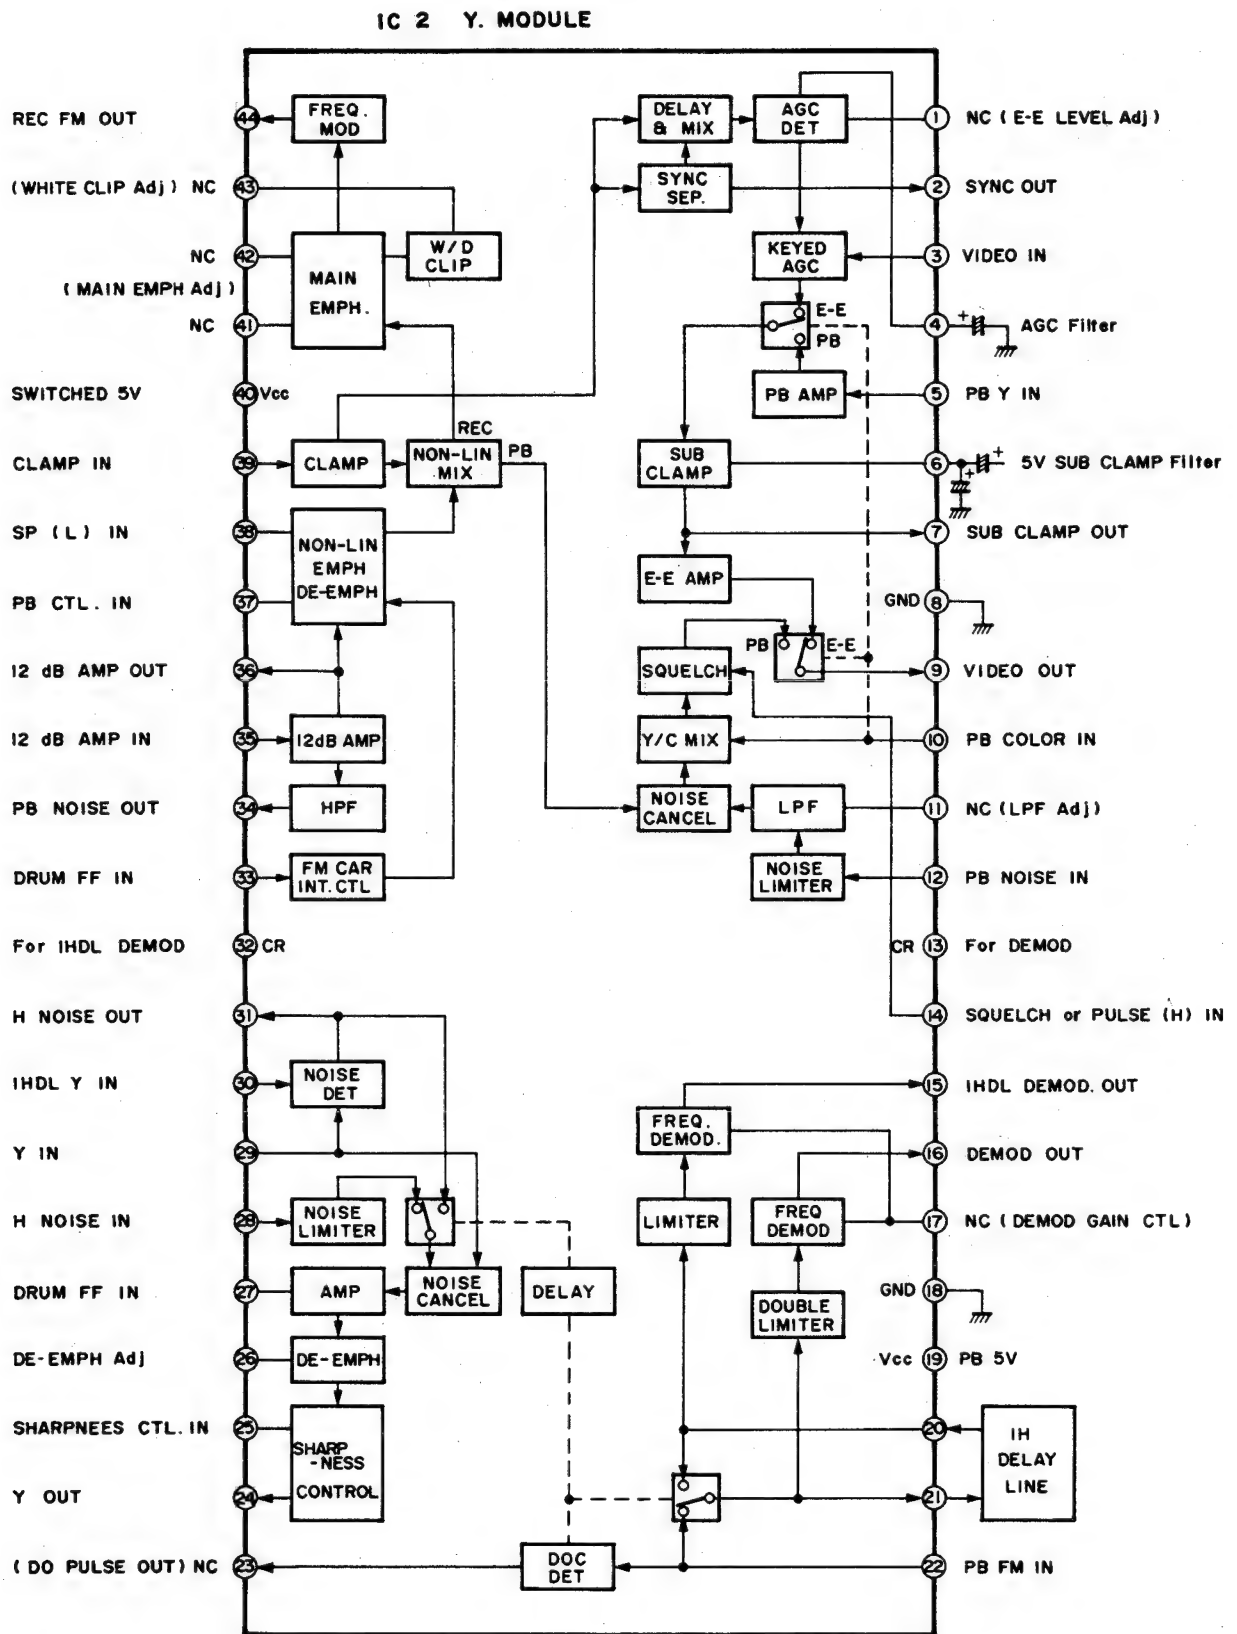 IC 2 Y. MODULE
REC FM OUT
44
FREQ.
MOD
DELAY
& MIX
AGC
DET
1
NC (E-E LEVEL Adj)
(WHITE CLIP Adj) NC
43
SYNC
SEP.
2
SYNC OUT
NC
42
MAIN
EMPH.
W/D
CLIP
KEYED
AGC
3
VIDEO IN
(MAIN EMPH Adj)
NC
41
E-E
PB
4
+
AGC Filter
SWITCHED 5V
40
Vcc
PB AMP
5
PB Y IN
CLAMP IN
39
CLAMP
REC
NON-LIN
MIX
PB
SUB
CLAMP
6
+
+
5V SUB CLAMP Filter
SP (L) IN
38
NON-LIN
EMPH
DE-EMPH
7
SUB CLAMP OUT
PB CTL. IN
37
E-E AMP
GND
8
12 dB AMP OUT
36
SQUELCH
PB
E-E
9
VIDEO OUT
12 dB AMP IN
35
12dB AMP
Y/C MIX
10
PB COLOR IN
PB NOISE OUT
34
HPF
NOISE
CANCEL
LPF
11
NC (LPF Adj)
DRUM FF IN
33
FM CAR
INT. CTL
NOISE
LIMITER
12
PB NOISE IN
For IHDL DEMOD
32
CR
CR
13
For DEMOD
H NOISE OUT
31
14
SQUELCH or PULSE (H) IN
IHDL Y IN
30
NOISE
DET
15
IHDL DEMOD. OUT
Y IN
29
FREQ.
DEMOD.
16
DEMOD OUT
H NOISE IN
28
NOISE
LIMITER
LIMITER
FREQ
DEMOD
17
NC (DEMOD GAIN CTL)
DRUM FF IN
27
AMP
NOISE
CANCEL
DELAY
DOUBLE
LIMITER
GND
18
DE-EMPH Adj
26
DE-EMPH
Vcc
19
PB 5V
SHARPNEES CTL. IN
25
SHARP
-NESS
CONTROL
20
IH
DELAY
LINE
Y OUT
24
21
(DO PULSE OUT) NC
23
DOC
DET
22
PB FM IN